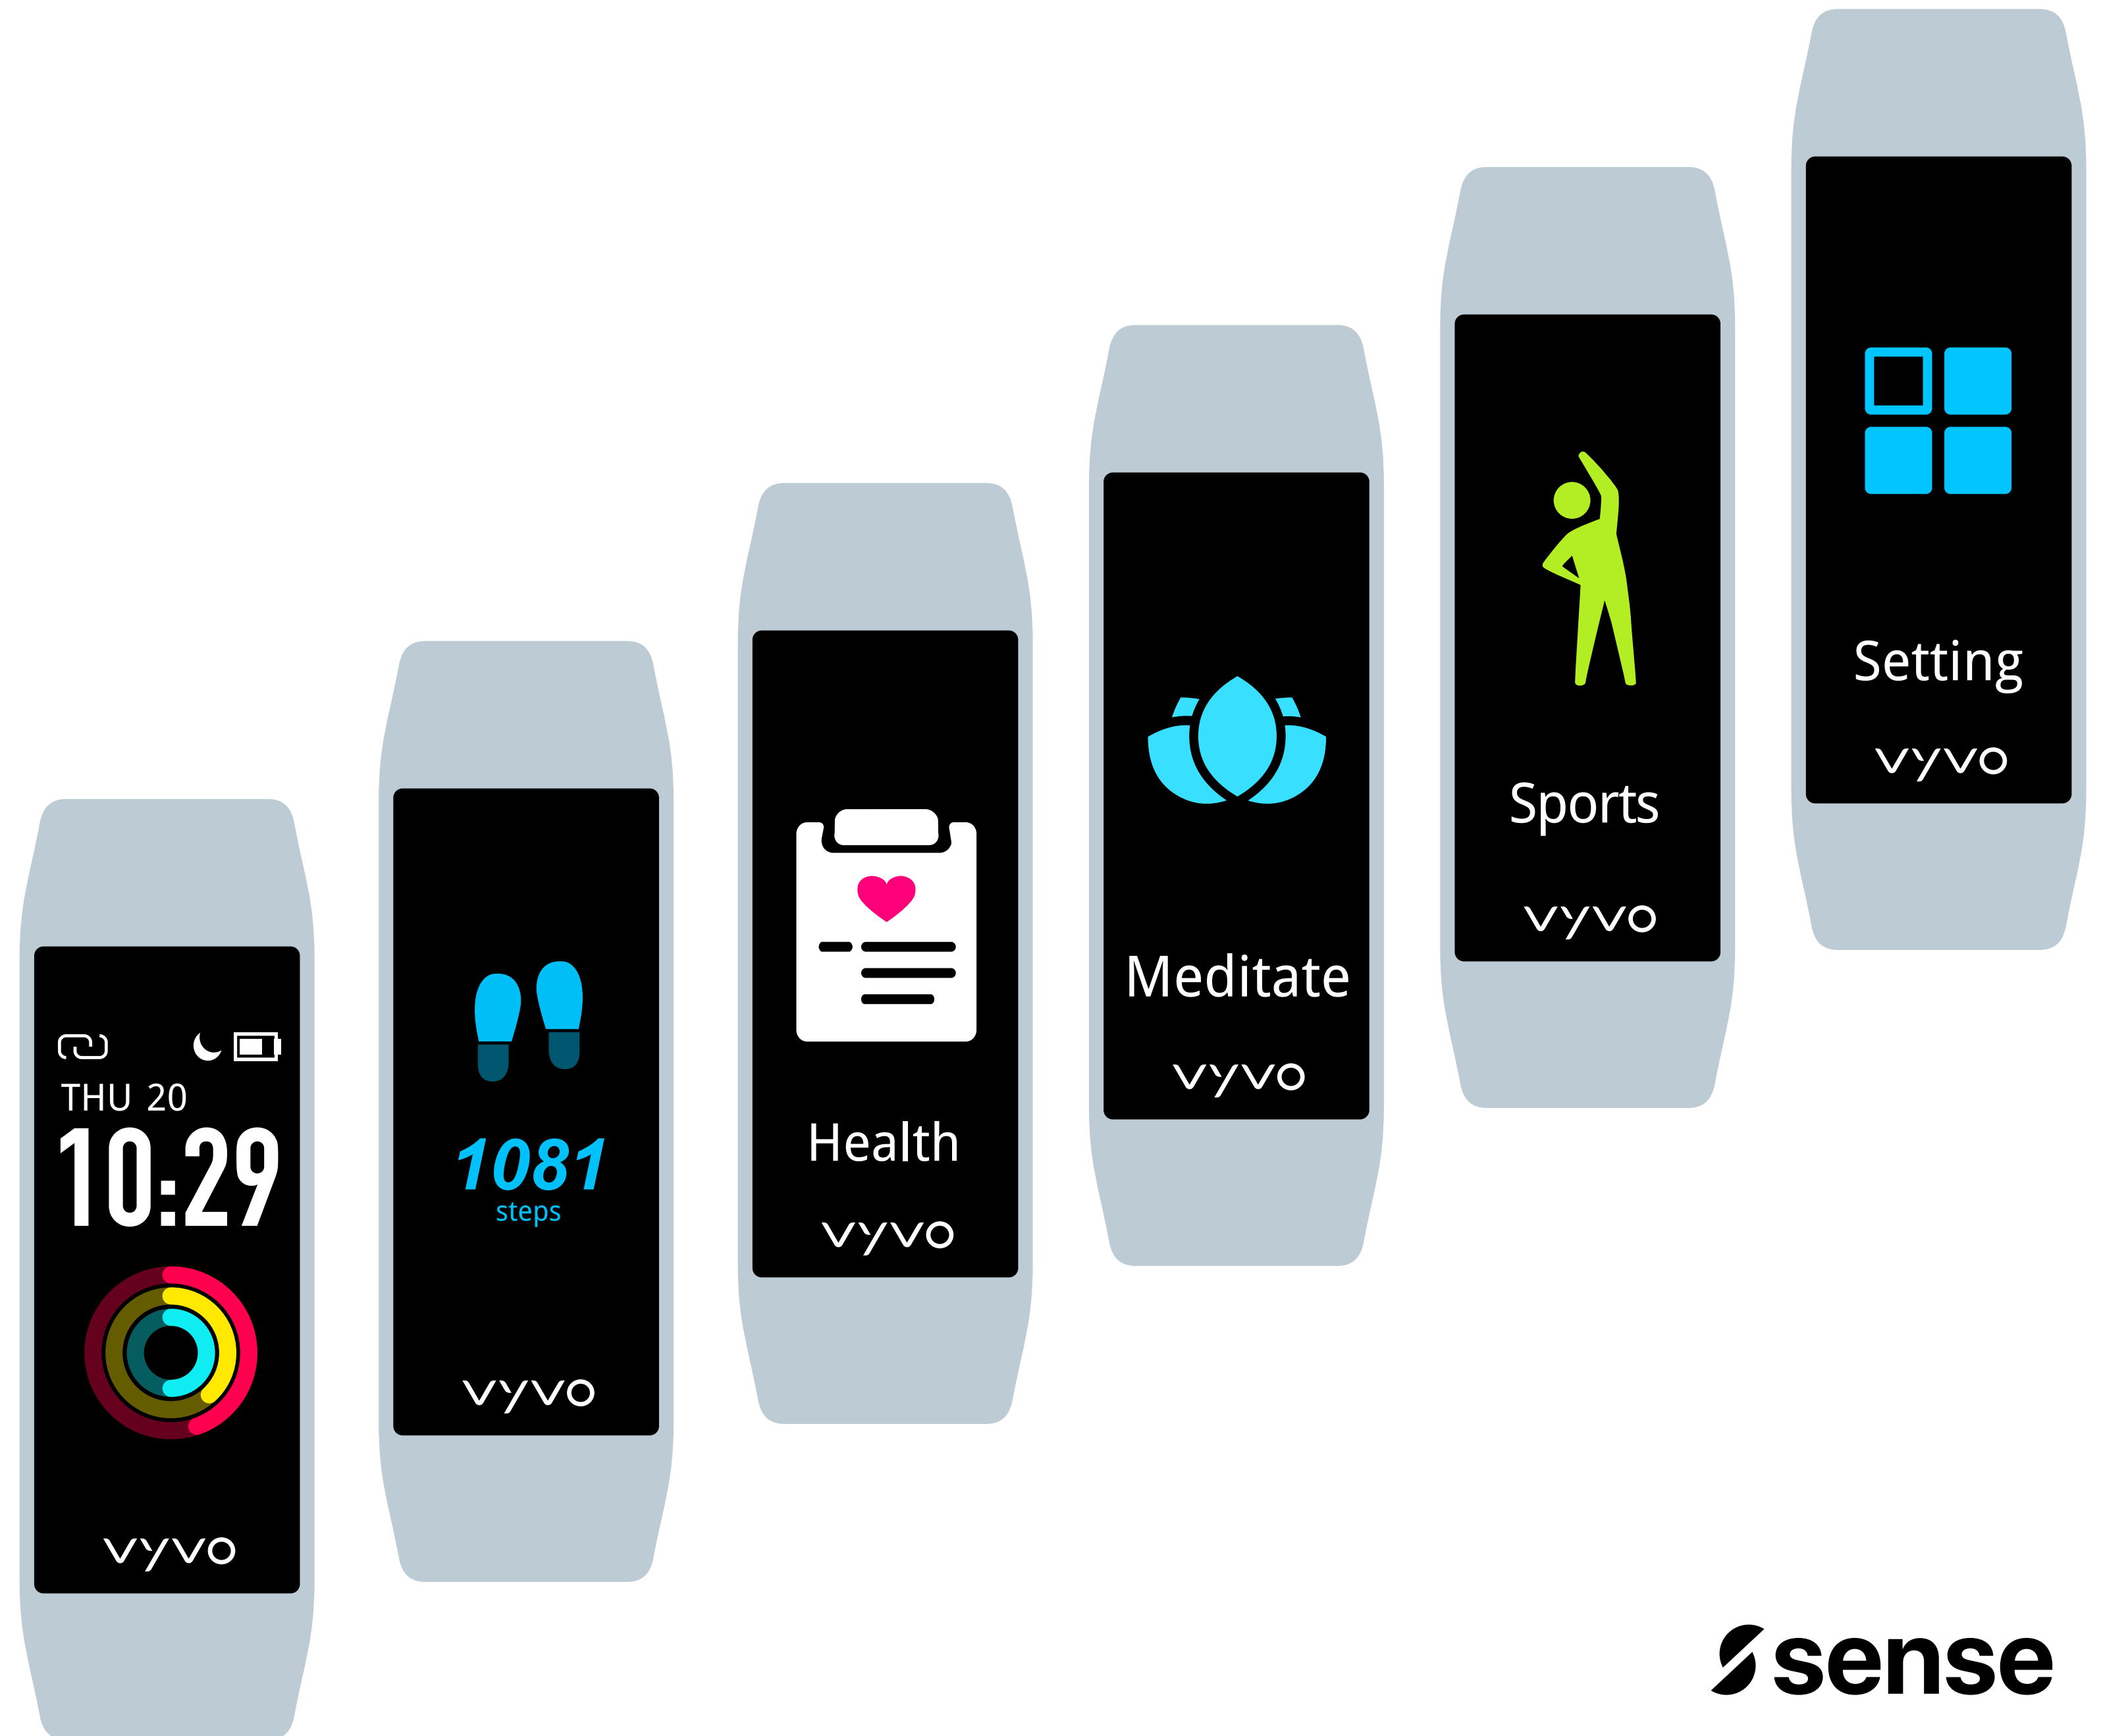 THU 20
10:29
vyvo
1081
steps
vyvo
Health
vyvo
Meditate
vyvo
Sports
vyvo
Setting
vyvo
sense